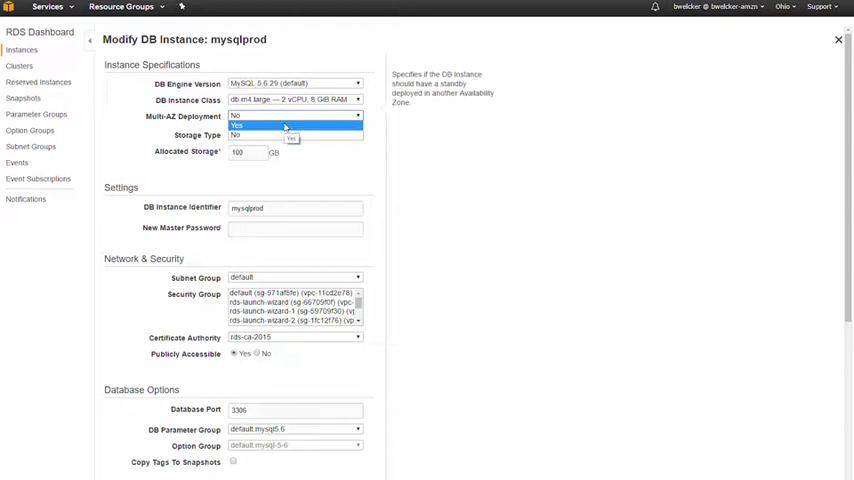 Services
Resource Groups
bwelcker @ bwelcker-amzn
Ohio
Support
RDS Dashboard
Instances
Clusters
Reserved Instances
Snapshots
Parameter Groups
Option Groups
Subnet Groups
Events
Event Subscriptions
Notifications
Modify DB Instance: mysqlprod
Instance Specifications
DB Engine Version MySQL 5.6.29 (default)
DB Instance Class db.m4.large — 2 vCPU, 8 GiB RAM
Multi-AZ Deployment No
Yes
No
Yes
Storage Type
Allocated Storage* 100 GB
Specifies if the DB Instance
should have a standby
deployed in another Availability
Zone.
Settings
DB Instance Identifier mysqlprod
New Master Password
Network & Security
Subnet Group default
Security Group default (sg-971af5fe) (vpc-11cd2e78)
rds-launch-wizard (sg-66709f0f) (vpc-
rds-launch-wizard-1 (sg-59709f30) (vp
rds-launch-wizard-2 (sg-1fc12f76) (vp
Certificate Authority rds-ca-2015
Publicly Accessible Yes No
Database Options
Database Port 3306
DB Parameter Group default.mysql5.6
Option Group default:mysql-5-6
Copy Tags To Snapshots